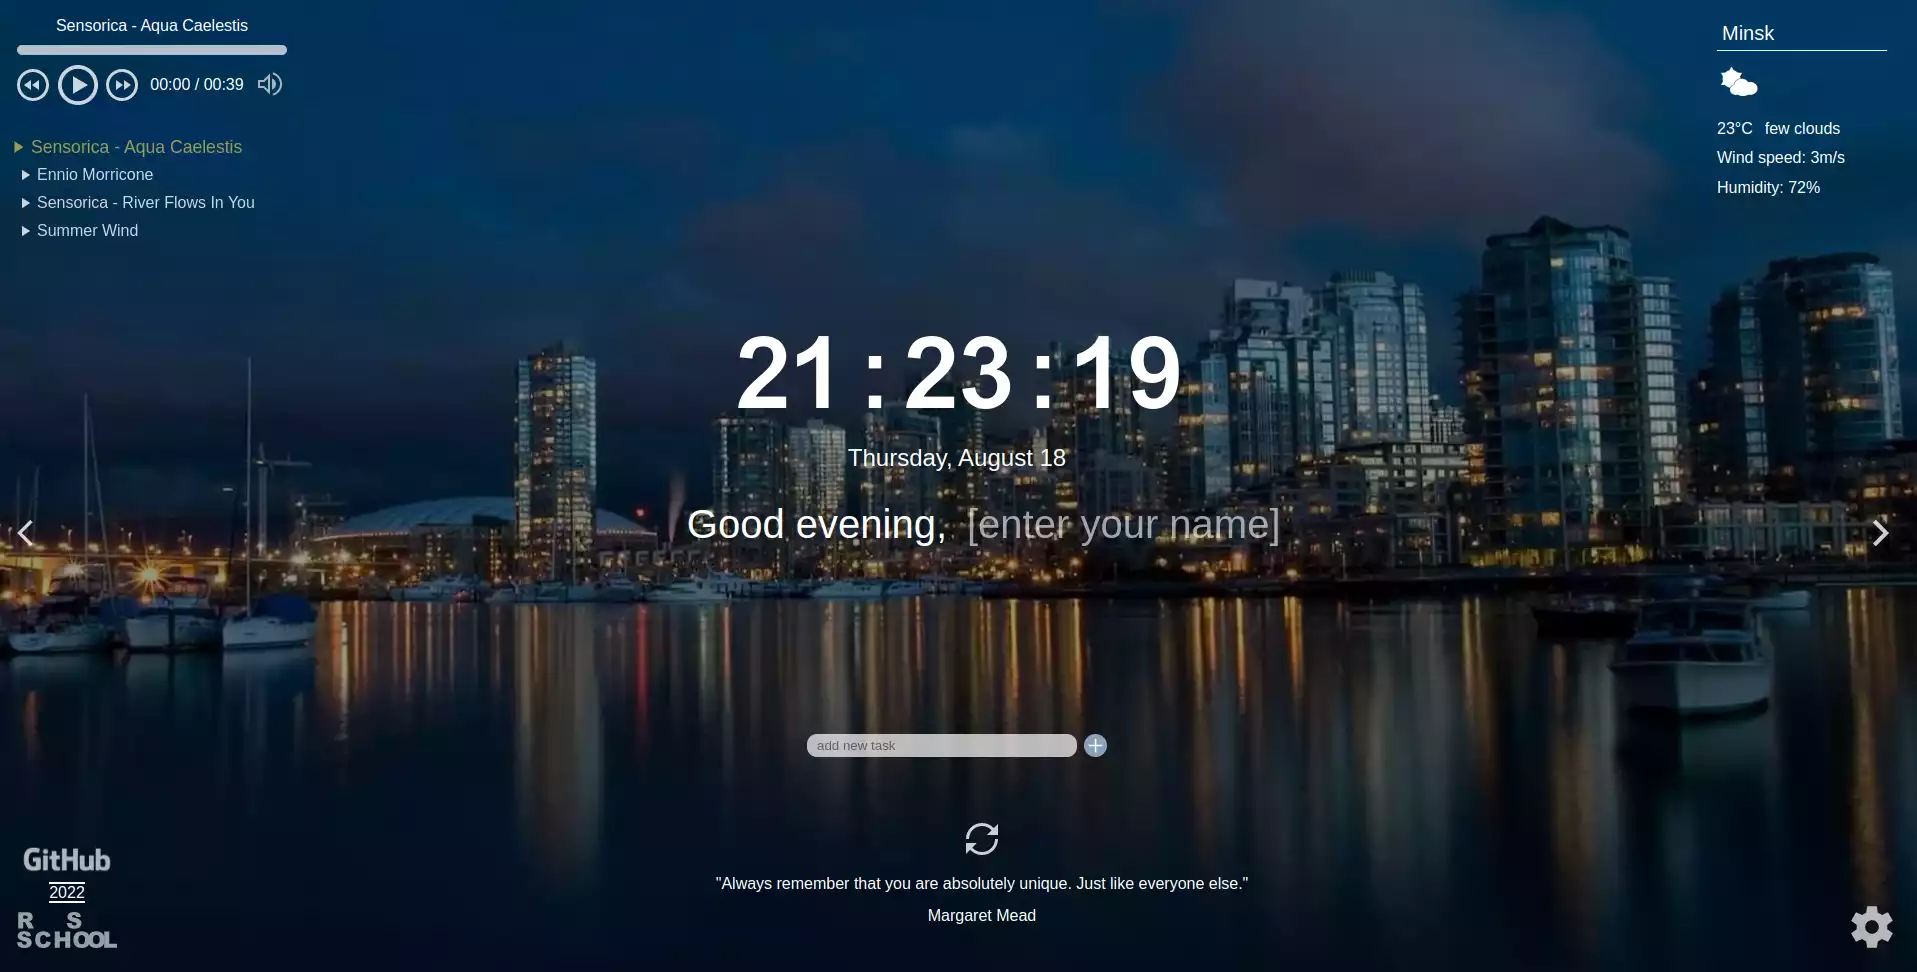 Sensorica - Aqua Caelestis
00:00 / 00:39
Sensorica - Aqua Caelestis
Ennio Morricone
Sensorica - River Flows In You
Summer Wind
Minsk
23°C few clouds
Wind speed: 3m/s
Humidity: 72%
21:23:19
Thursday, August 18
Good evening, [enter your name]
add new task
"Always remember that you are absolutely unique. Just like everyone else."
Margaret Mead
GitHub
2022
R S
SCHOOL